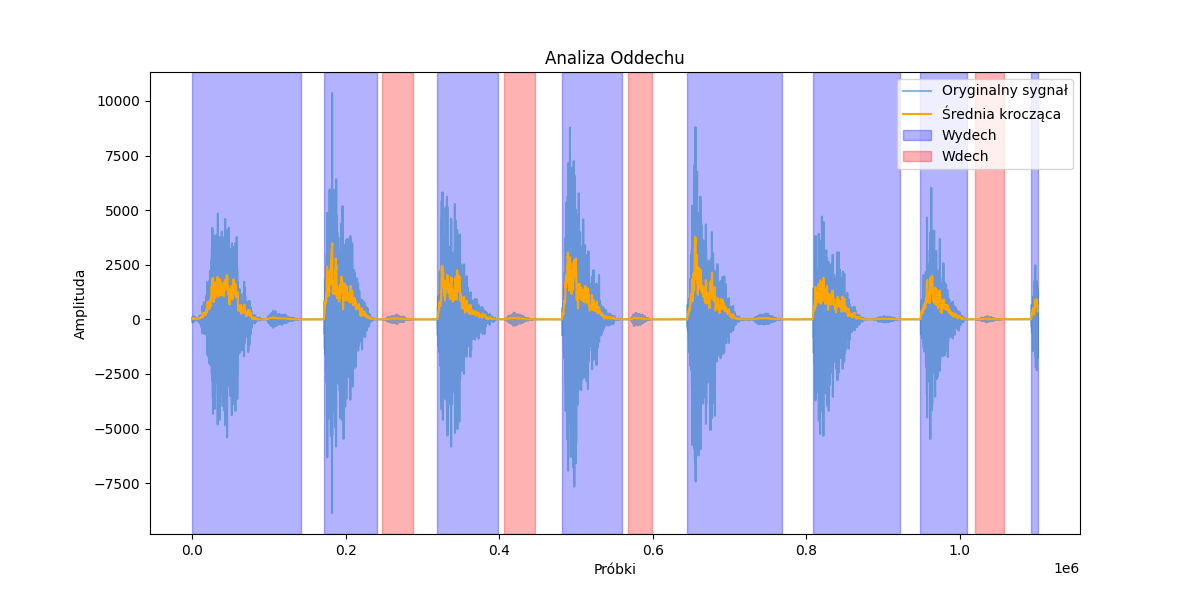 Analiza Oddechu
Oryginalny sygnał
Średnia krocząca
Wydech
Wdech
Amplituda
10000
7500
5000
2500
0
−2500
−5000
−7500
0.0 0.2 0.4 0.6 0.8 1.0
1e6
Próbki